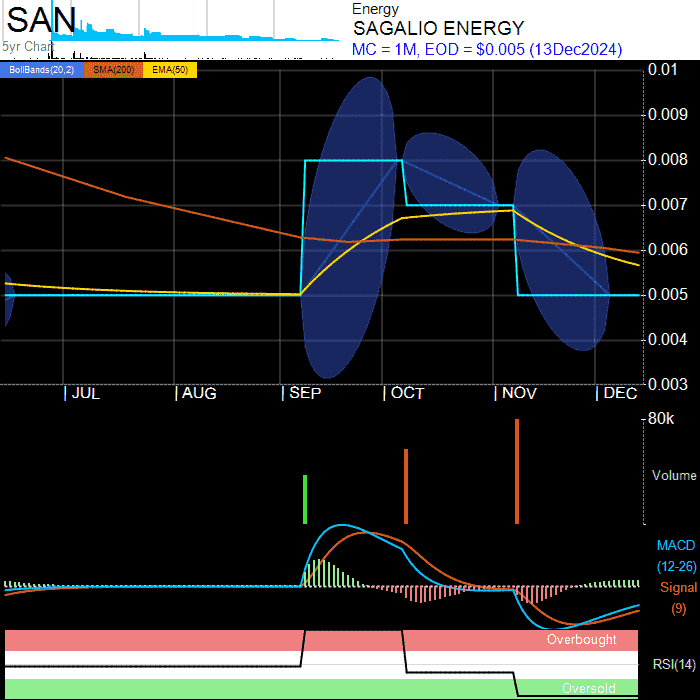 SAN
5yr Chart
Energy
SAGALIO ENERGY
MC = 1M, EOD = $0.005 (13Dec2024)
BollBands(20,2) SMA(200) EMA(50)
0.01
0.009
0.008
0.007
0.006
0.005
0.004
0.003
JUL AUG SEP OCT NOV DEC
80k
Volume
MACD
(12-26)
Signal
(9)
Overbought
RSI(14)
Oversold